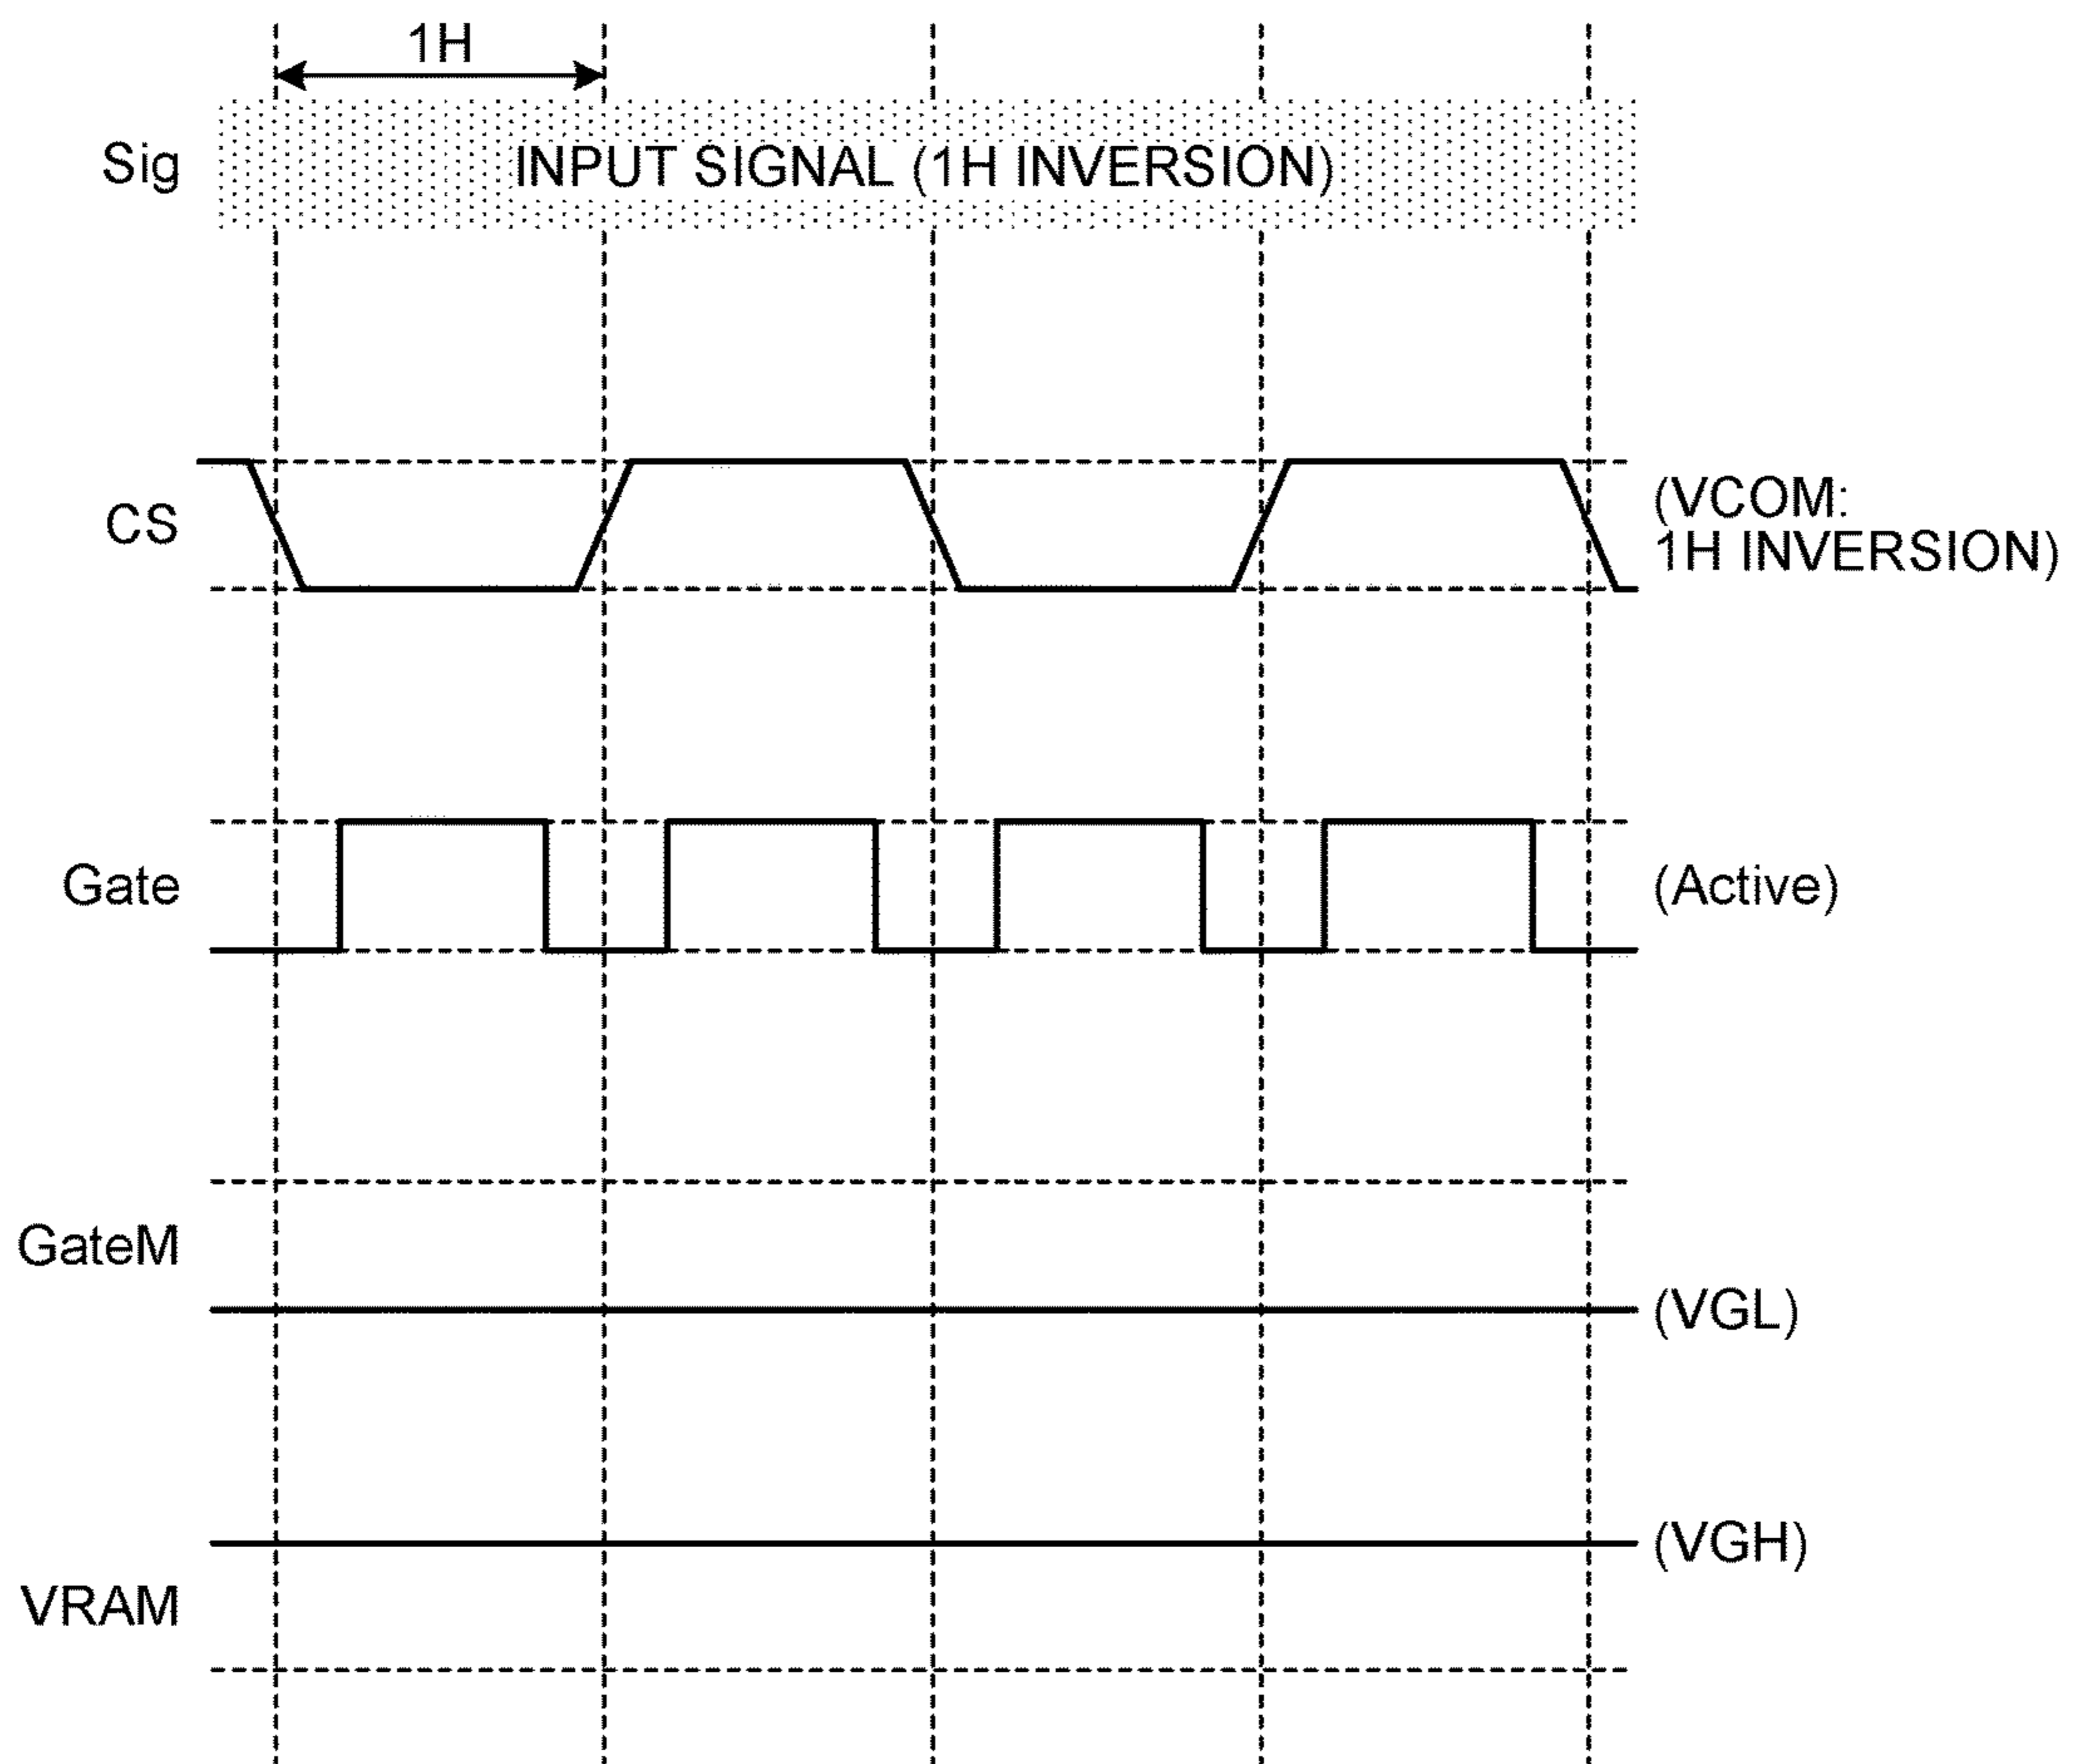 1H
Sig
INPUT SIGNAL (1H INVERSION)
CS
(VCOM:
1H INVERSION)
Gate
(Active)
GateM
(VGL)
(VGH)
VRAM